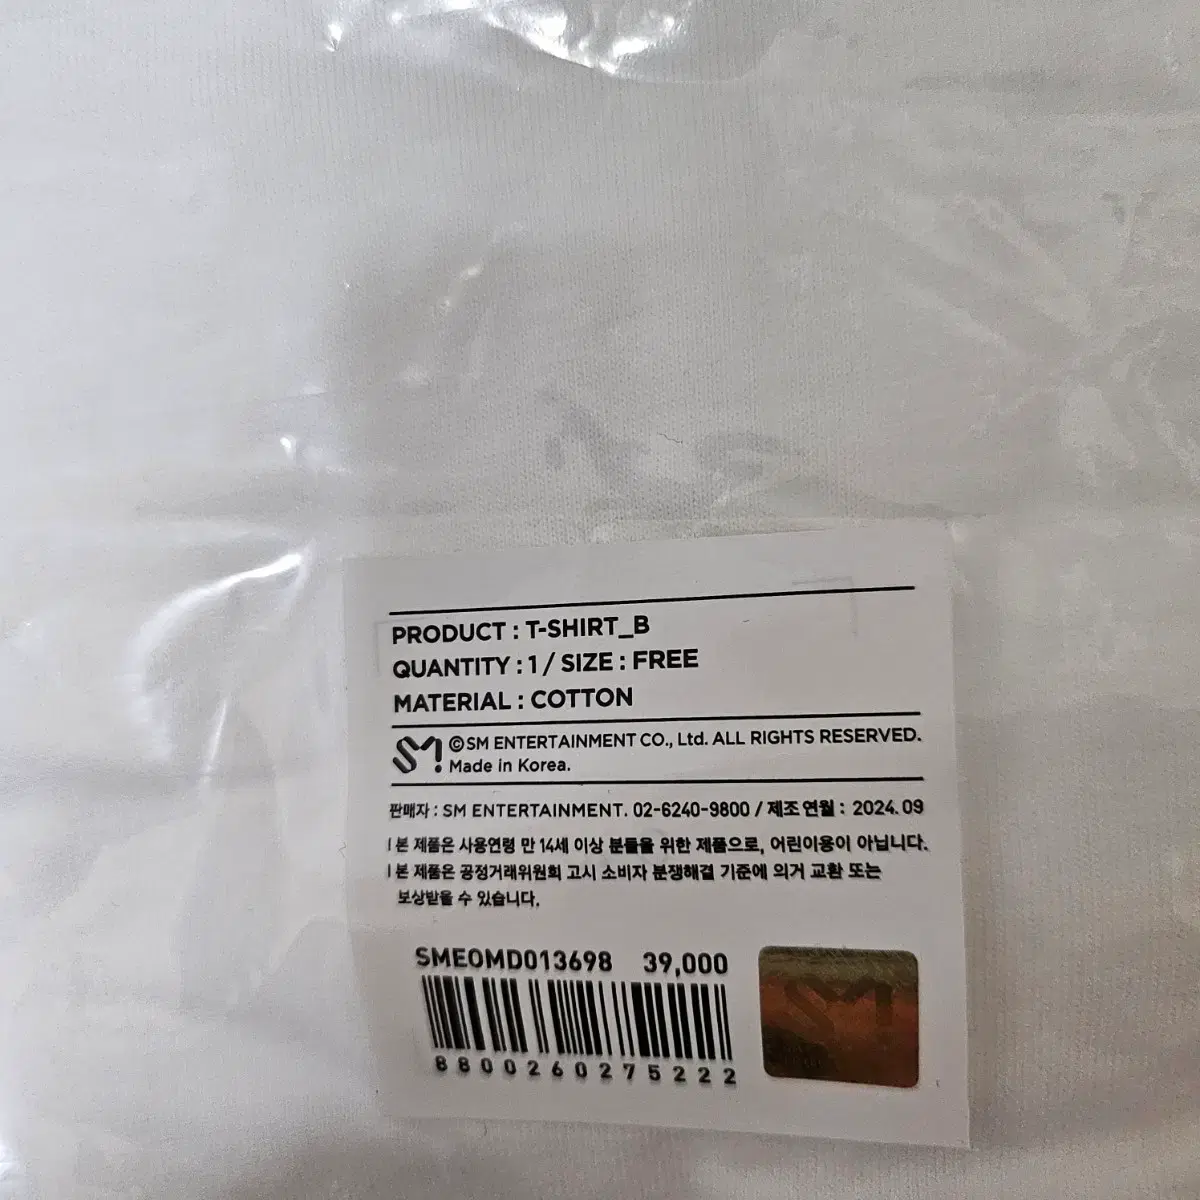 PRODUCT : T-SHIRT_B
QUANTITY : 1 / SIZE : FREE
MATERIAL : COTTON
SM ©SM ENTERTAINMENT CO., Ltd. ALL RIGHTS RESERVED.
Made in Korea.
판매자 : SM ENTERTAINMENT. 02-6240-9800 / 제조연월 : 2024.09
l 본 제품은 사용연령 만 14세 이상 분들을 위한 제품으로, 어린이용이 아닙니다.
l 본 제품은 공정거래위원회 고시 소비자 분쟁해결 기준에 의거 교환 또는
보상받을 수 있습니다.
SMEOMD013698 39,000
8800260275222
SM